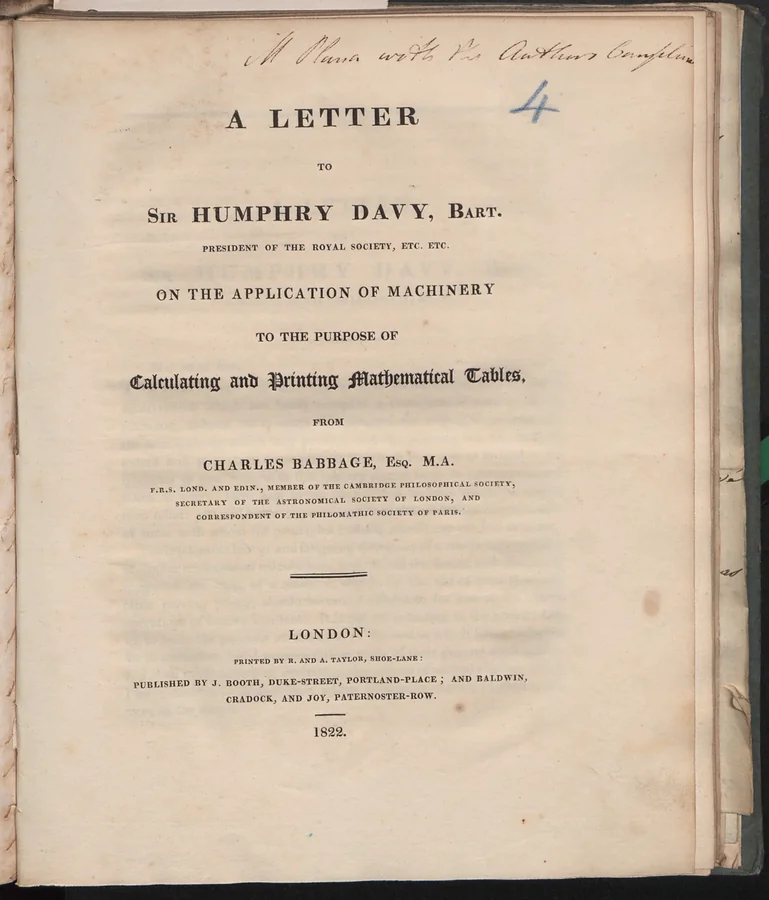 M Plana with the Authors Complim
4
A LETTER
TO
SIR HUMPHRY DAVY, BART.
PRESIDENT OF THE ROYAL SOCIETY, ETC. ETC.
ON THE APPLICATION OF MACHINERY
TO THE PURPOSE OF
Calculating and Printing Mathematical Tables,
FROM
CHARLES BABBAGE, ESQ. M.A.
F.R.S. LOND. AND EDIN., MEMBER OF THE CAMBRIDGE PHILOSOPHICAL SOCIETY,
SECRETARY OF THE ASTRONOMICAL SOCIETY OF LONDON, AND
CORRESPONDENT OF THE PHILOMATHIC SOCIETY OF PARIS.
LONDON:
PRINTED BY R. AND A. TAYLOR, SHOE-LANE:
PUBLISHED BY J. BOOTH, DUKE-STREET, PORTLAND-PLACE; AND BALDWIN,
CRADOCK, AND JOY, PATERNOSTER-ROW.
1822.